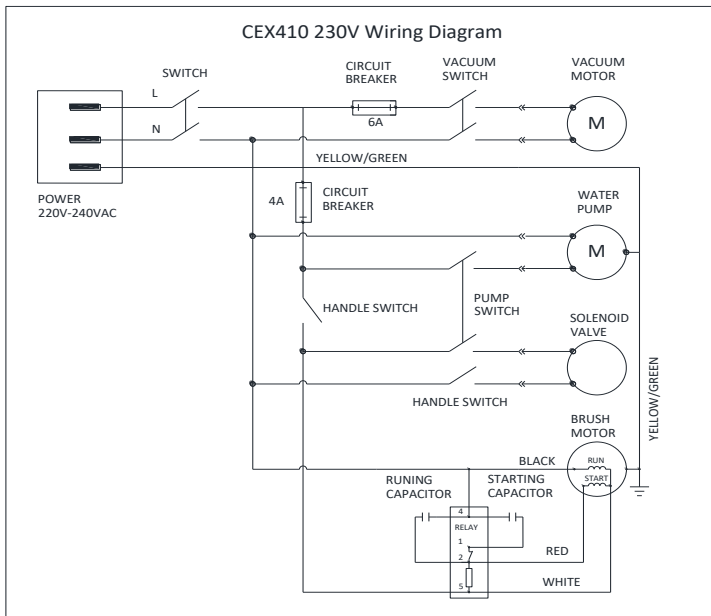 CEX410 230V Wiring Diagram
SWITCH
CIRCUIT
BREAKER
VACUUM
SWITCH
VACUUM
MOTOR
L
6A
M
N
YELLOW/GREEN
POWER
220V-240VAC
4A
CIRCUIT
BREAKER
WATER
PUMP
M
HANDLE SWITCH
PUMP
SWITCH
SOLENOID
VALVE
HANDLE SWITCH
YELLOW/GREEN
BRUSH
MOTOR
BLACK
RUN
START
RUNING
CAPACITOR
STARTING
CAPACITOR
4
RELAY
1
2
RED
5
WHITE